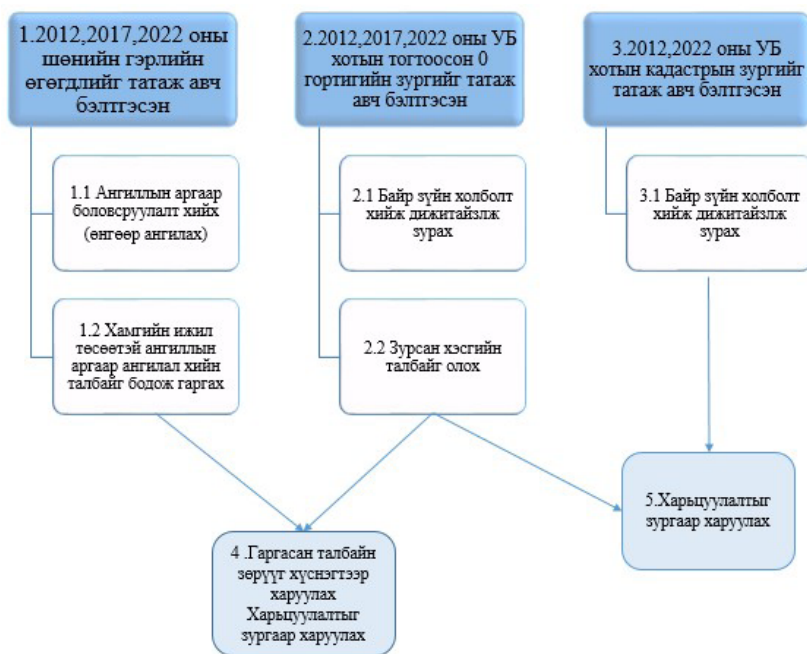 1.2012,2017,2022 оны
шөнийн гэрлийн
өгөгдлийг татаж авч
бэлтгэсэн
2.2012,2017,2022 оны УБ
хотын тогтоосон 0
гортигийн зургийг татаж
авч бэлтгэсэн
3.2012,2022 оны УБ
хотын кадастрын зургийг
татаж авч бэлтгэсэн
1.1 Ангиллын аргаар
боловсруулалт хийх
(өнгөөр ангилах)
2.1 Байр зүйн холболт
хийж дижитайзлж
зурах
3.1 Байр зүйн холболт
хийж дижитайзлж
зурах
1.2 Хамгийн ижил
төсөөтэй ангиллын
аргаар ангилал хийн
талбайг бодож гаргах
2.2 Зурсан хэсгийн
талбайг олох
5.Харьцуулалтыг
зургаар харуулах
4 .Гаргасан талбайн
зөрүүг хүснэгтээр
харуулах
Харьцуулалтыг
зургаар харуулах